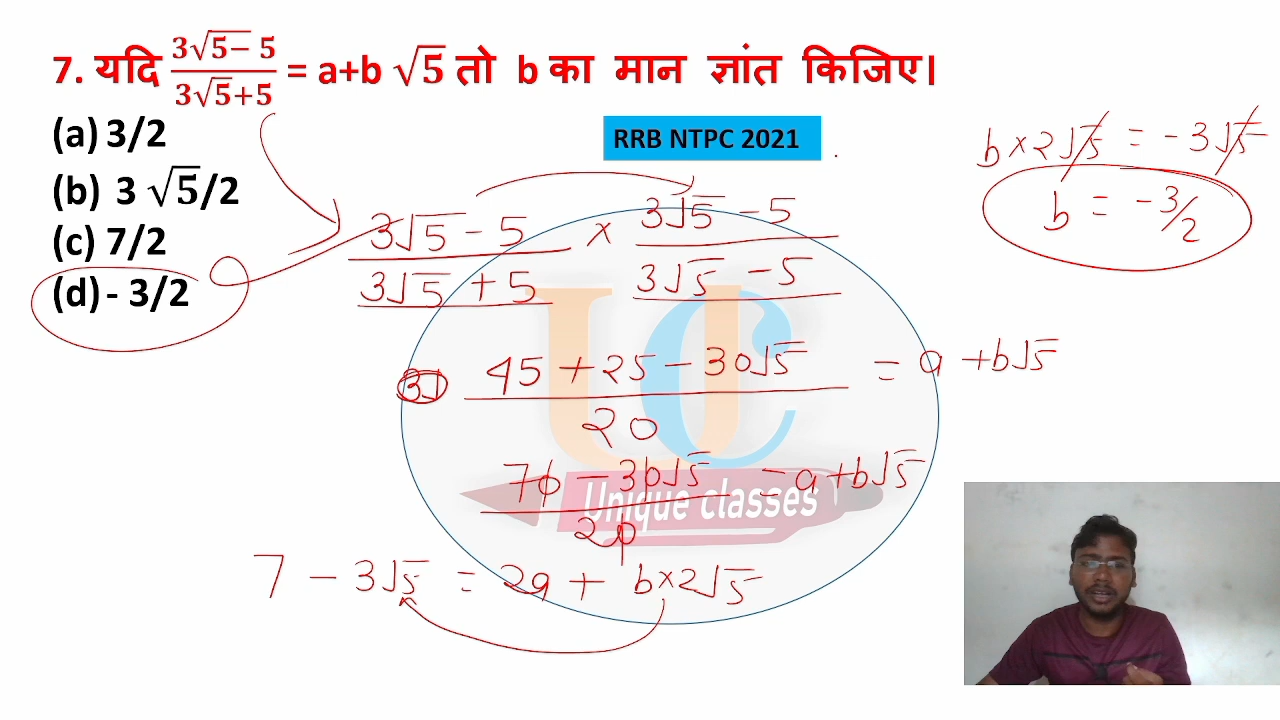 7. यदि (3√5− 5)/(3√5+5) = a+b √5 तो b का मान ज्ञांत किजिए।
(a) 3/2
RRB NTPC 2021
(b) 3 √5/2
(c) 7/2
(d) - 3/2
b×2√5 = -3√5
b = -3/2
(3√5 - 5)/(3√5 + 5) × (3√5 - 5)/(3√5 - 5)
(45 + 25 - 30√5)/20 = a + b√5
(70 - 30√5)/20 = a+b√5
Unique classes
7 - 3√5 = 2a + b×2√5